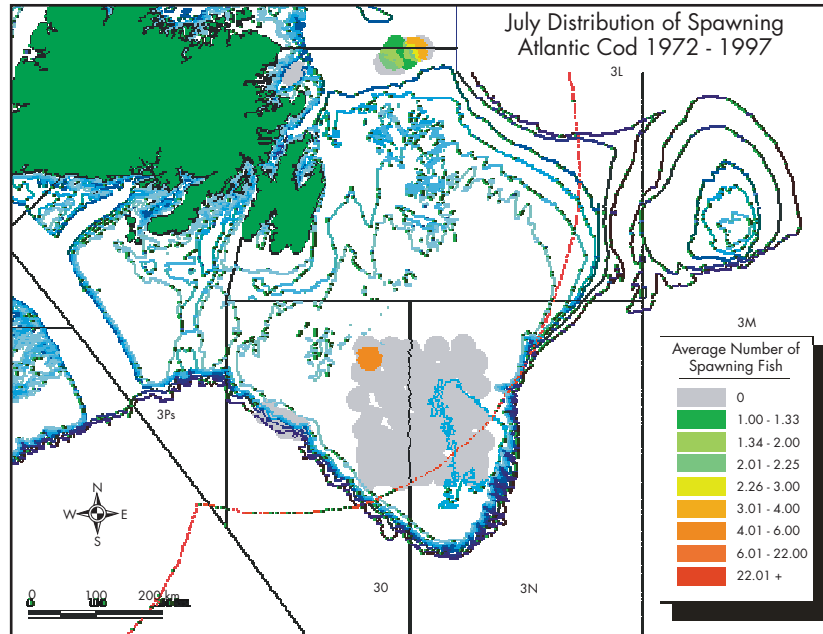 July Distribution of Spawning
Atlantic Cod 1972 - 1997
3L
3M
3Ps
30
3N
Average Number of
Spawning Fish
0
1.00 - 1.33
1.34 - 2.00
2.01 - 2.25
2.26 - 3.00
3.01 - 4.00
4.01 - 6.00
6.01 - 22.00
22.01 +
N
W E
S
0 100 200 km